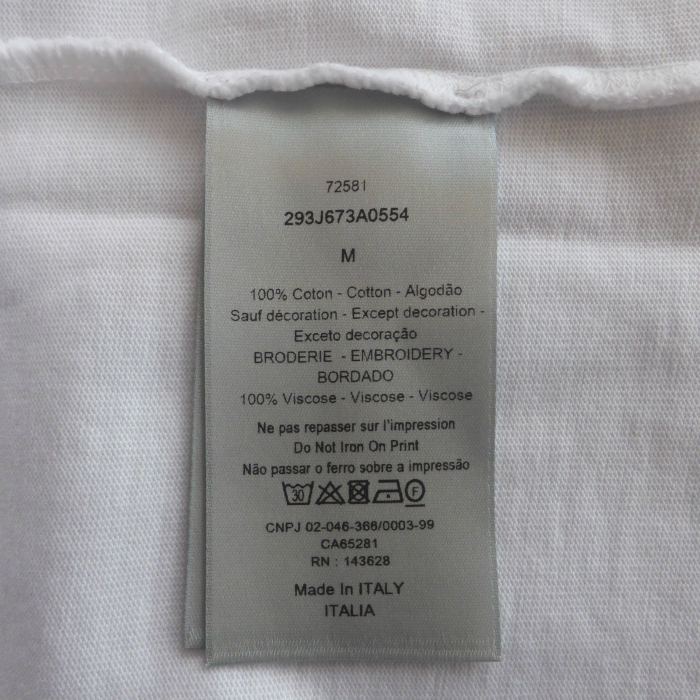 72581
293J673A0554
M
100% Coton - Cotton - Algodão
Sauf décoration - Except decoration -
Exceto decoração
BRODERIE - EMBROIDERY -
BORDADO
100% Viscose - Viscose - Viscose
Ne pas repasser sur l'impression
Do Not Iron On Print
Não passar o ferro sobre a impressão
30 F
CNPJ 02-046-366/0003-99
CA65281
RN : 143628
Made In ITALY
ITALIA